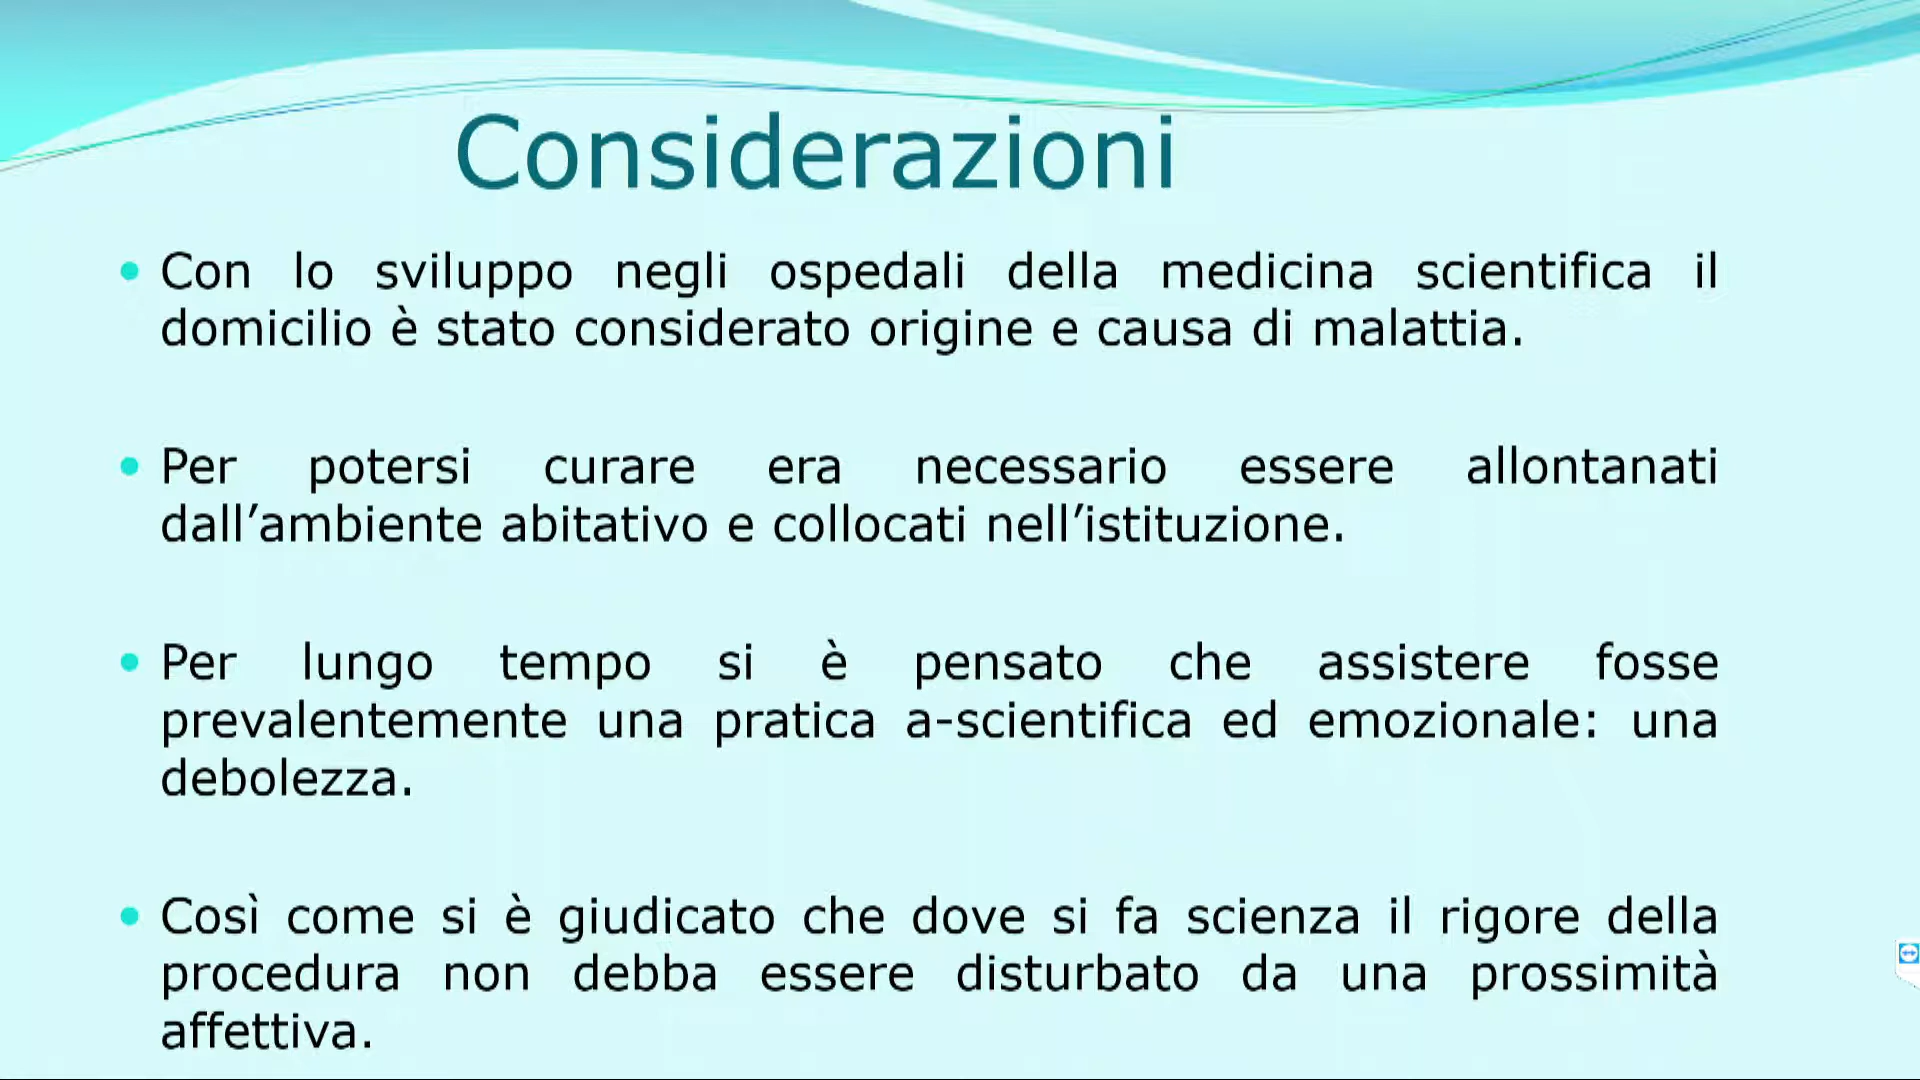 Considerazioni
• Con lo sviluppo negli ospedali della medicina scientifica il
domicilio è stato considerato origine e causa di malattia.
• Per potersi curare era necessario essere allontanati
dall’ambiente abitativo e collocati nell’istituzione.
• Per lungo tempo si è pensato che assistere fosse
prevalentemente una pratica a-scientifica ed emozionale: una
debolezza.
• Così come si è giudicato che dove si fa scienza il rigore della
procedura non debba essere disturbato da una prossimità
affettiva.